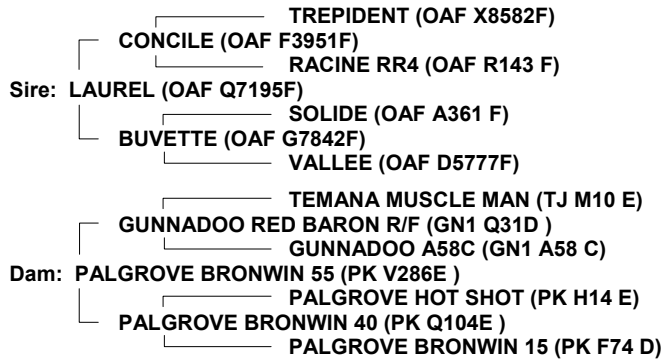 TREPIDENT (OAF X8582F)
CONCILE (OAF F3951F)
RACINE RR4 (OAF R143 F)
Sire: LAUREL (OAF Q7195F)
SOLIDE (OAF A361 F)
BUVETTE (OAF G7842F)
VALLEE (OAF D5777F)
TEMANA MUSCLE MAN (TJ M10 E)
GUNNADOO RED BARON R/F (GN1 Q31D )
GUNNADOO A58C (GN1 A58 C)
Dam: PALGROVE BRONWIN 55 (PK V286E )
PALGROVE HOT SHOT (PK H14 E)
PALGROVE BRONWIN 40 (PK Q104E )
PALGROVE BRONWIN 15 (PK F74 D)